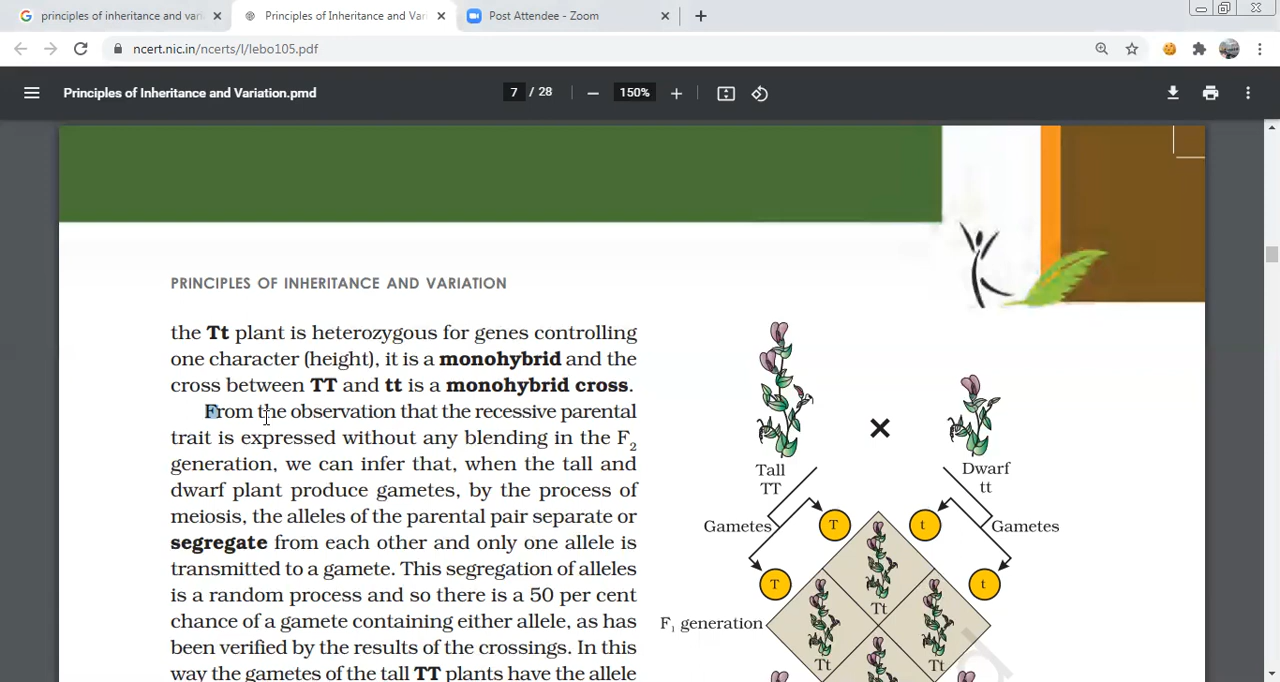 principles of inheritance and vari
Principles of Inheritance and Var
Post Attendee - Zoom
ncert.nic.in/ncerts/l/lebo105.pdf
Principles of Inheritance and Variation.pmd
7 / 28
150%
PRINCIPLES OF INHERITANCE AND VARIATION
the Tt plant is heterozygous for genes controlling
one character (height), it is a monohybrid and the
cross between TT and tt is a monohybrid cross.
From the observation that the recessive parental
trait is expressed without any blending in the F2
generation, we can infer that, when the tall and
dwarf plant produce gametes, by the process of
meiosis, the alleles of the parental pair separate or
segregate from each other and only one allele is
transmitted to a gamete. This segregation of alleles
is a random process and so there is a 50 per cent
chance of a gamete containing either allele, as has
been verified by the results of the crossings. In this
way the gametes of the tall TT plants have the allele
Tall
TT
Dwarf
tt
Gametes
T
t
Gametes
T
t
Tt
F1 generation
Tt
Tt